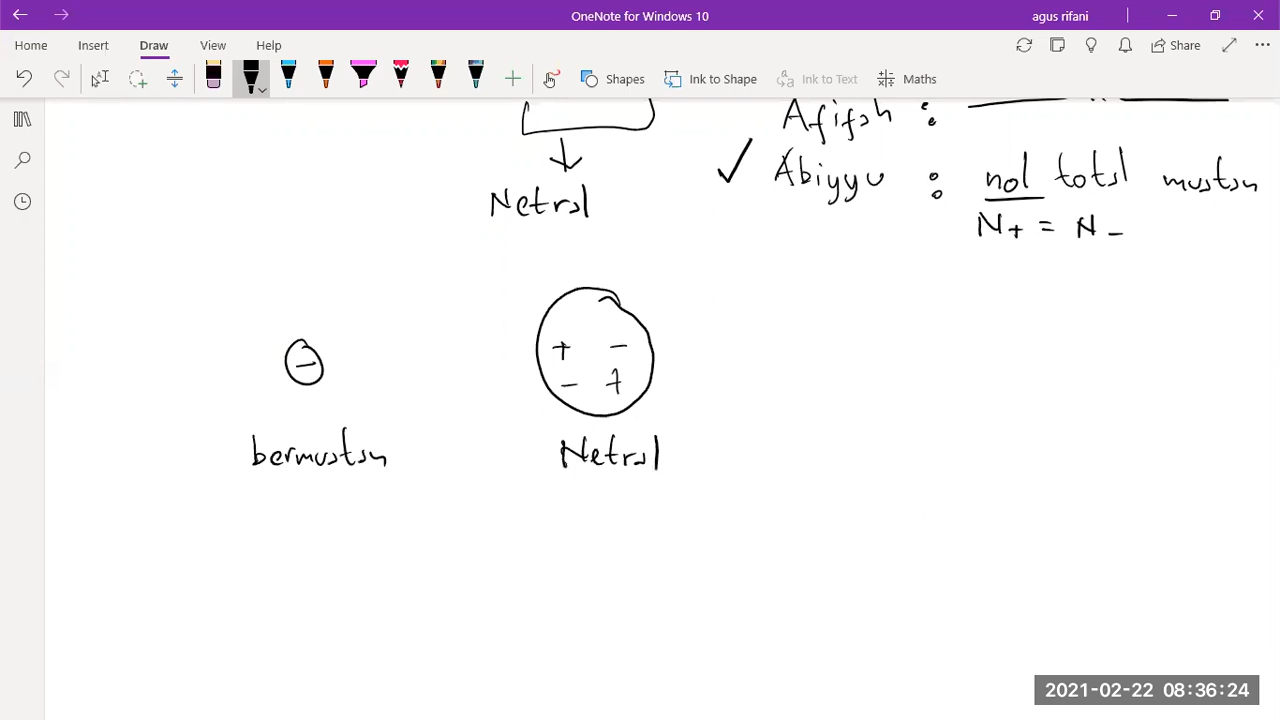 OneNote for Windows 10
agus rifani
Home Insert Draw View Help
Share
Shapes Ink to Shape Ink to Text Maths
Afifah :
Netral
✓ Abiyyu : nol total muatan
N+ = N-
-
+ -
- +
bermuatan
Netral
2021-02-22 08:36:24